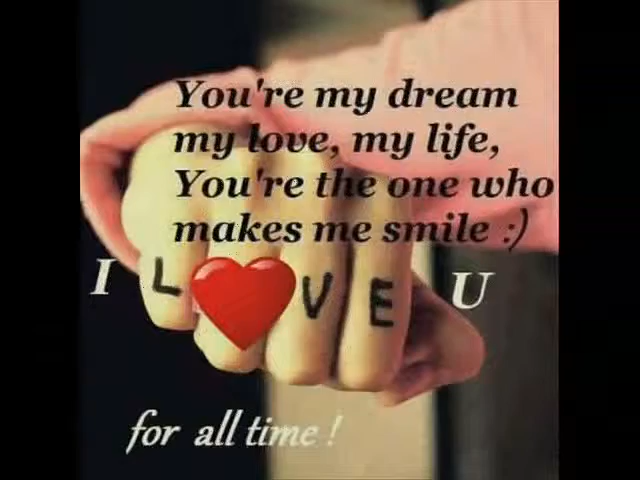 You're my dream
my love, my life,
You're the one who
makes me smile :)
I L VE U
for all time !